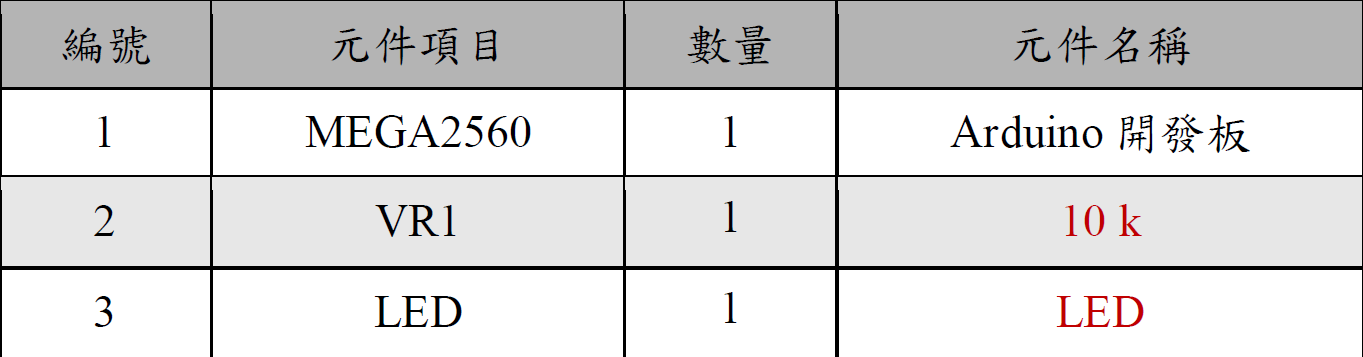 編號 元件項目 數量 元件名稱
1 MEGA2560 1 Arduino 開發板
2 VR1 1 10 k
3 LED 1 LED